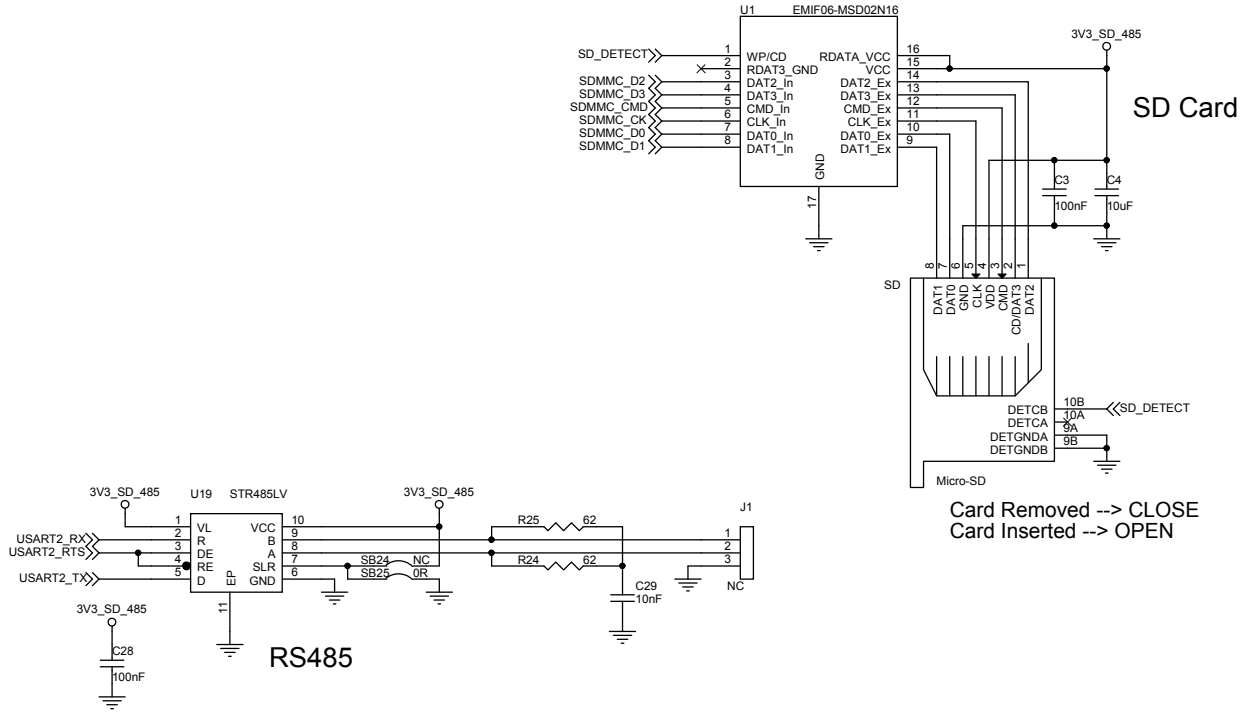 U1 EMIF06-MSD02N16
3V3_SD_485
SD_DETECT 1 WP/CD RDATA_VCC 16
2 RDAT3_GND VCC 15
SDMMC_D2 3 DAT2_In DAT2_Ex 14
SDMMC_D3 4 DAT3_In DAT3_Ex 13
SDMMC_CMD 5 CMD_In CMD_Ex 12
SDMMC_CK 6 CLK_In CLK_Ex 11
SDMMC_D0 7 DAT0_In DAT0_Ex 10
SDMMC_D1 8 DAT1_In DAT1_Ex 9
GND
17
SD Card
C3
100nF
C4
10uF
8 7 6 5 4 3 2 1
SD
DAT1
DAT0
GND
CLK
VDD
CMD
CD/DAT3
DAT2
DETCB 10B SD_DETECT
DETCA 10A
DETGNDA 9A
DETGNDB 9B
Micro-SD
Card Removed --> CLOSE
Card Inserted --> OPEN
3V3_SD_485
U19 STR485LV
3V3_SD_485
1 VL VCC 10
USART2_RX 2 R B 9
USART2_RTS 3 DE A 8
4 RE SLR 7
USART2_TX 5 D GND 6
EP
11
SB24 NC
SB25 0R
R25 62
R24 62
C29
10nF
J1
1
2
3
NC
3V3_SD_485
C28
100nF
RS485